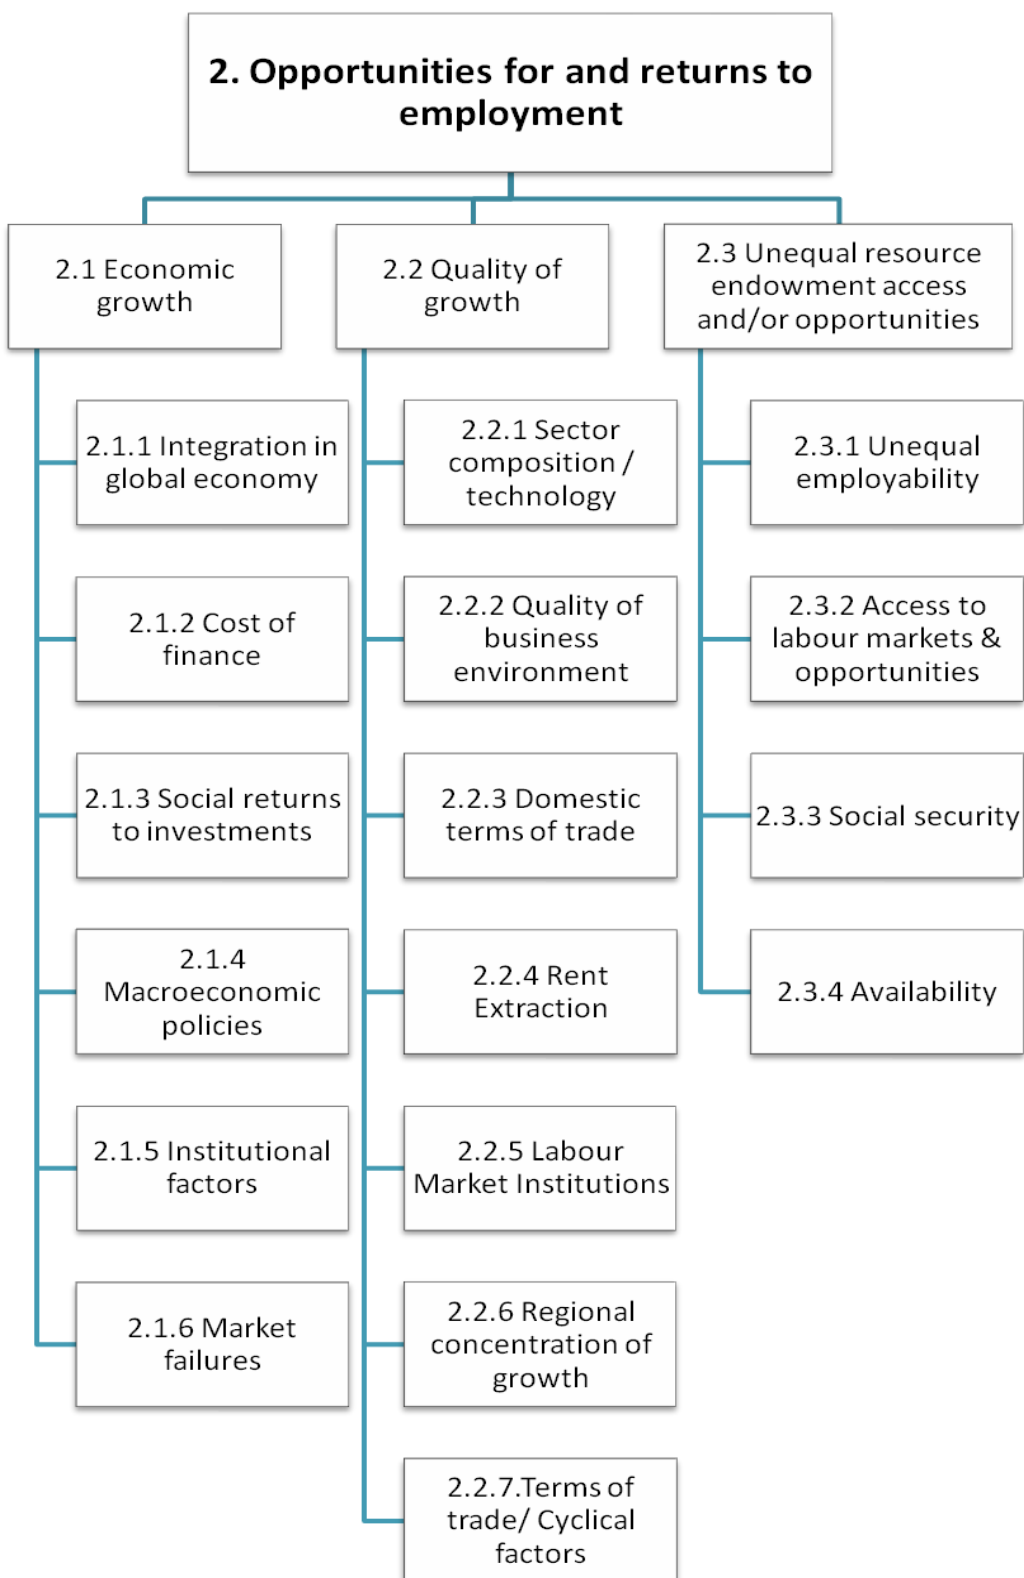 2. Opportunities for and returns to
employment
2.1 Economic
growth
2.2 Quality of
growth
2.3 Unequal resource
endowment access
and/or opportunities
2.1.1 Integration in
global economy
2.2.1 Sector
composition /
technology
2.3.1 Unequal
employability
2.1.2 Cost of
finance
2.2.2 Quality of
business
environment
2.3.2 Access to
labour markets &
opportunities
2.1.3 Social returns
to investments
2.2.3 Domestic
terms of trade
2.3.3 Social security
2.1.4
Macroeconomic
policies
2.2.4 Rent
Extraction
2.3.4 Availability
2.1.5 Institutional
factors
2.2.5 Labour
Market Institutions
2.1.6 Market
failures
2.2.6 Regional
concentration of
growth
2.2.7.Terms of
trade/ Cyclical
factors